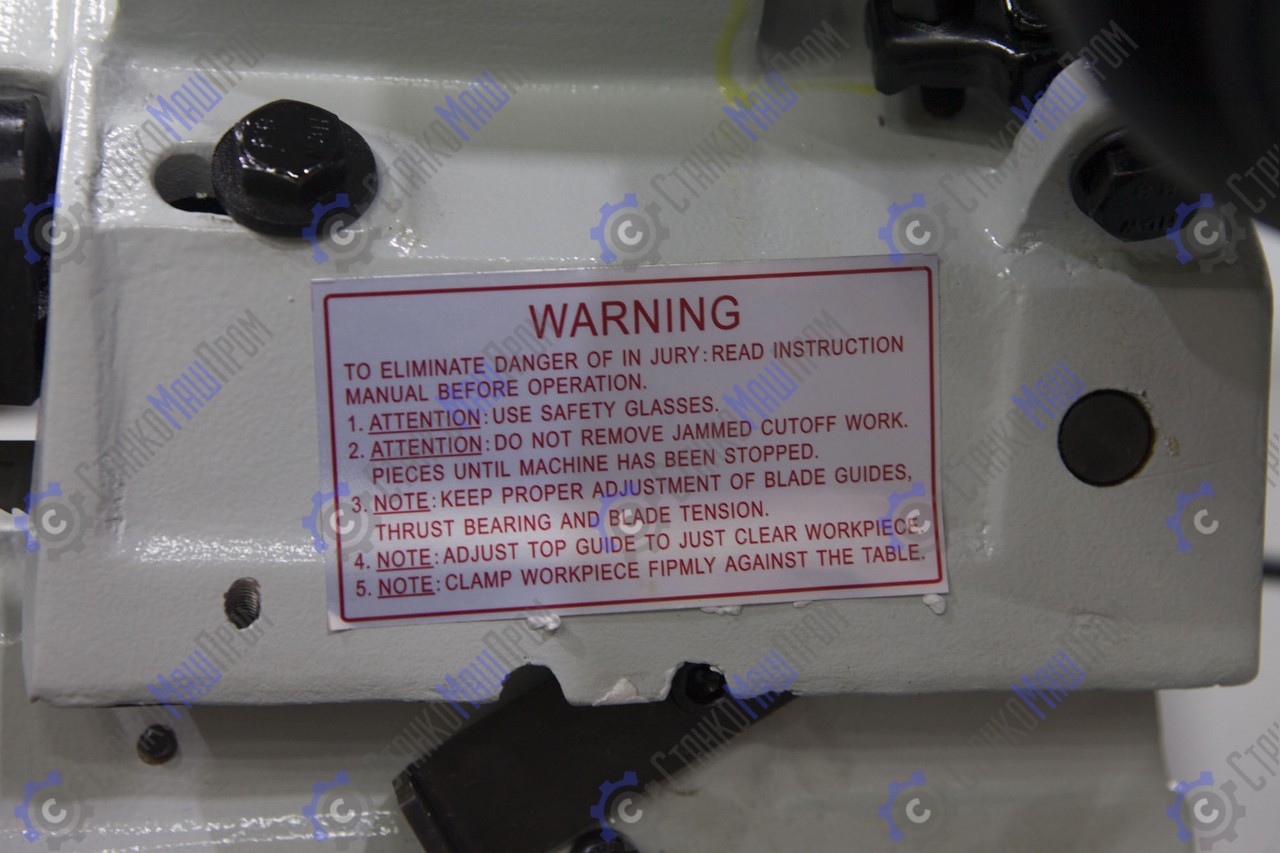 WARNING
TO ELIMINATE DANGER OF IN JURY:READ INSTRUCTION
MANUAL BEFORE OPERATION.
1. ATTENTION:USE SAFETY GLASSES.
2. ATTENTION:DO NOT REMOVE JAMMED CUTOFF WORK.
PIECES UNTIL MACHINE HAS BEEN STOPPED.
3. NOTE:KEEP PROPER ADJUSTMENT OF BLADE GUIDES,
THRUST BEARING AND BLADE TENSION.
4. NOTE:ADJUST TOP GUIDE TO JUST CLEAR WORKPIECE.
5. NOTE:CLAMP WORKPIECE FIPMLY AGAINST THE TABLE.
СтанкоМашПром